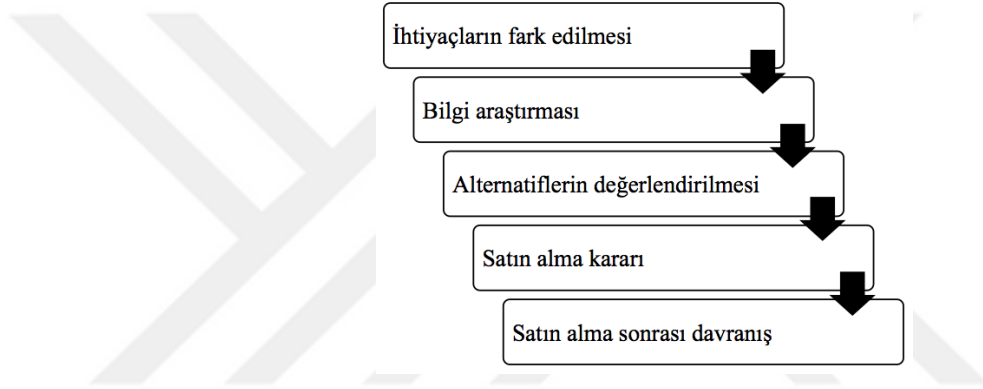 İhtiyaçların fark edilmesi
Bilgi araştırması
Alternatiflerin değerlendirilmesi
Satın alma kararı
Satın alma sonrası davranış